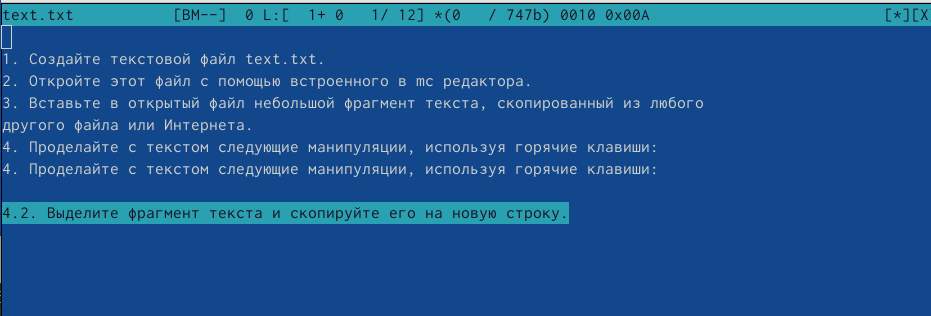 text.txt [BM--] 0 L:[ 1+ 0 1/ 12] *(0 / 747b) 0010 0x00A [*][X
1. Создайте текстовой файл text.txt.
2. Откройте этот файл с помощью встроенного в mc редактора.
3. Вставьте в открытый файл небольшой фрагмент текста, скопированный из любого
другого файла или Интернета.
4. Проделайте с текстом следующие манипуляции, используя горячие клавиши:
4. Проделайте с текстом следующие манипуляции, используя горячие клавиши:
4.2. Выделите фрагмент текста и скопируйте его на новую строку.